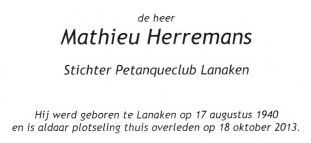 de heer
Mathieu Herremans
Stichter Petanqueclub Lanaken
Hij werd geboren te Lanaken op 17 augustus 1940
en is aldaar plotseling thuis overleden op 18 oktober 2013.